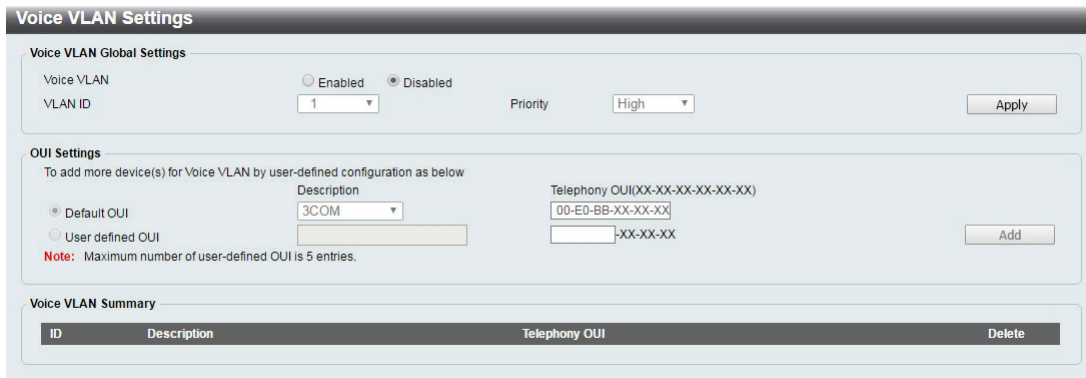 Voice VLAN Settings
Voice VLAN Global Settings
Voice VLAN Enabled Disabled
VLAN ID 1 Priority High Apply
OUI Settings
To add more device(s) for Voice VLAN by user-defined configuration as below
Description Telephony OUI(XX-XX-XX-XX-XX-XX)
Default OUI 3COM 00-E0-BB-XX-XX-XX
User defined OUI -XX-XX-XX Add
Note: Maximum number of user-defined OUI is 5 entries.
Voice VLAN Summary
ID Description Telephony OUI Delete